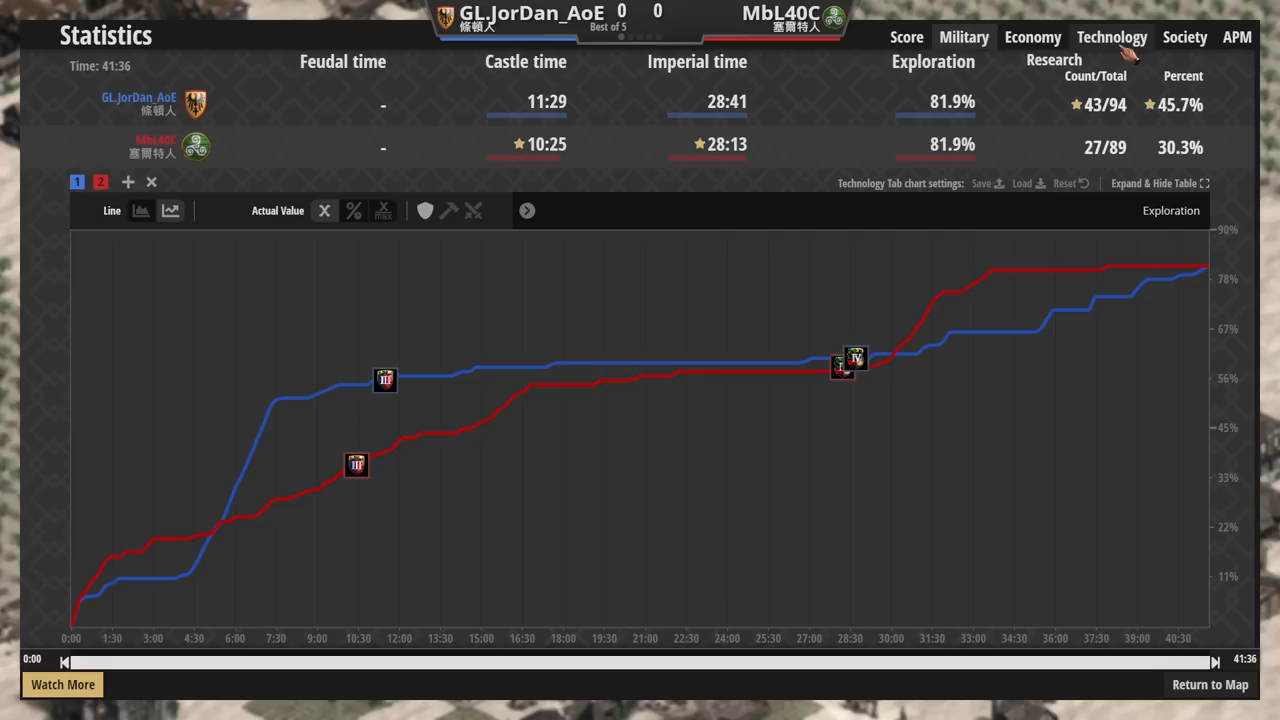 GL.JorDan_AoE 0 0 MbL40C
條頓人 Best of 5 塞爾特人
Statistics
Score Military Economy Technology Society APM
Time: 41:36
Feudal time Castle time Imperial time Exploration Research
Count/Total Percent
GL.JorDan_AoE
條頓人
- 11:29 28:41 81.9% 43/94 45.7%
MbL40C
塞爾特人
- 10:25 28:13 81.9% 27/89 30.3%
1 2
Technology Tab chart settings: Save Load Reset Expand & Hide Table
Line Actual Value X % X/max Exploration
90%
78%
67%
56%
45%
33%
22%
11%
III
III
IV
0:00 1:30 3:00 4:30 6:00 7:30 9:00 10:30 12:00 13:30 15:00 16:30 18:00 19:30 21:00 22:30 24:00 25:30 27:00 28:30 30:00 31:30 33:00 34:30 36:00 37:30 39:00 40:30
0:00 41:36
Watch More Return to Map